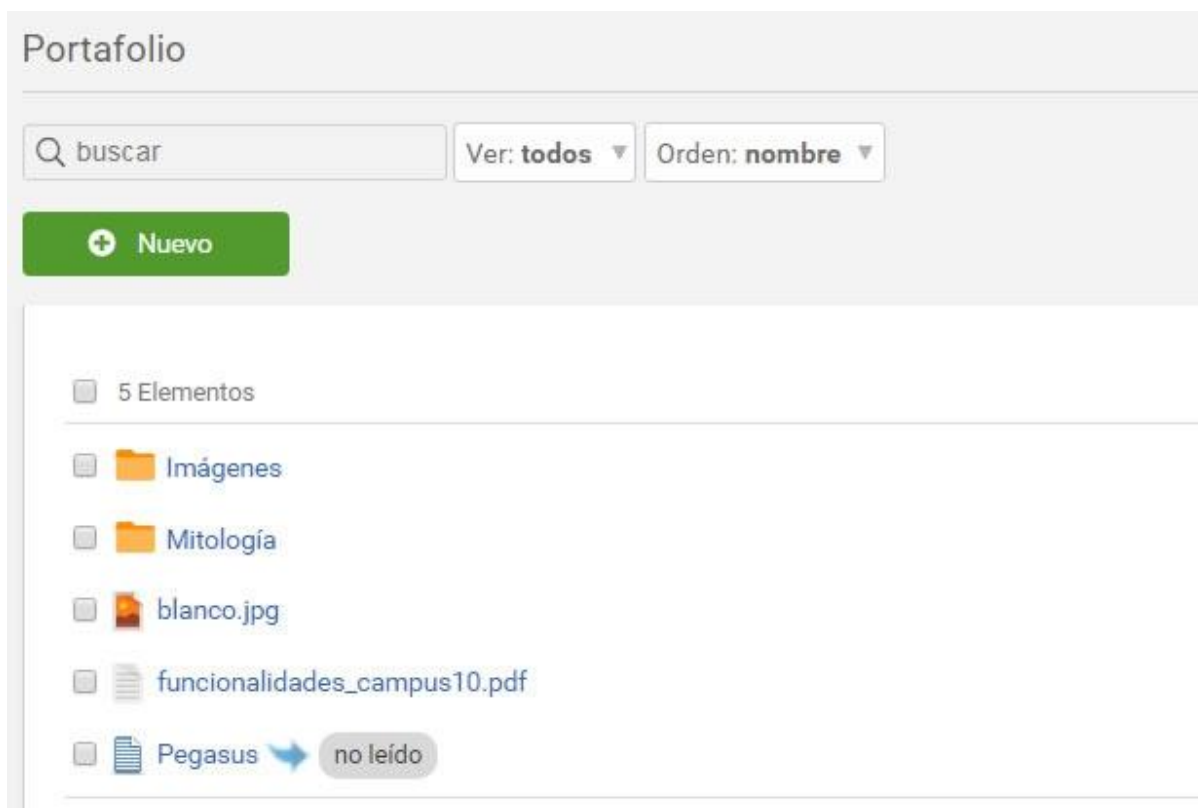 Portafolio
buscar Ver: todos Orden: nombre
Nuevo
5 Elementos
Imágenes
Mitología
blanco.jpg
funcionalidades_campus10.pdf
Pegasus no leído